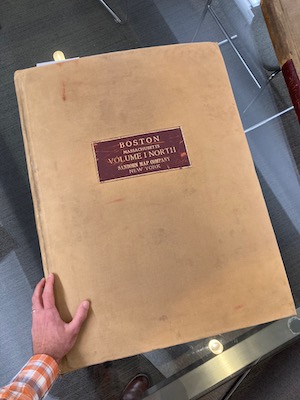 BOSTON
MASSACHUSETTS
VOLUME 1 NORTH
SANBORN MAP COMPANY
NEW YORK